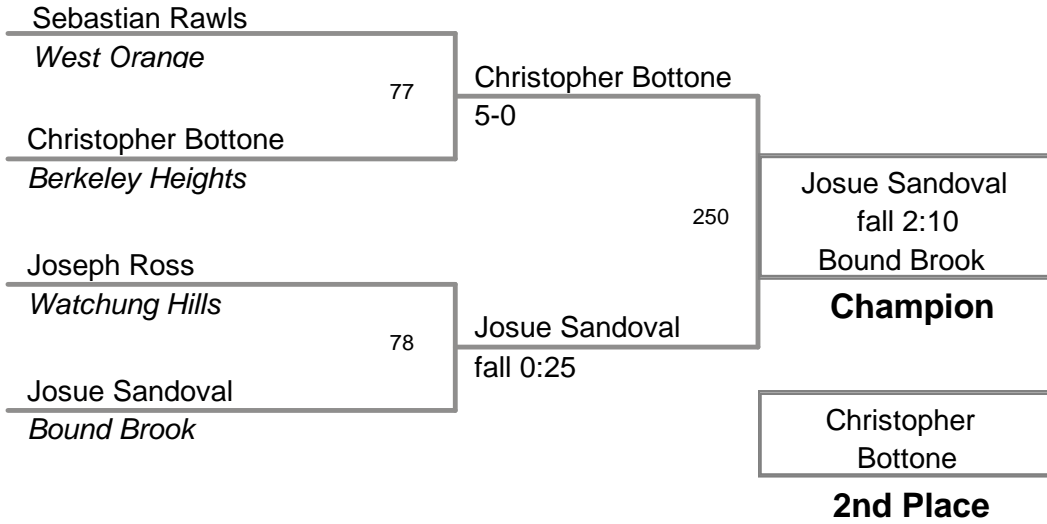 Sebastian Rawls
West Orange
77
Christopher Bottone
Berkeley Heights
Christopher Bottone
5-0
Joseph Ross
Watchung Hills
78
Josue Sandoval
Bound Brook
Josue Sandoval
fall 0:25
250
Josue Sandoval
fall 2:10
Bound Brook
Champion
Christopher
Bottone
2nd Place